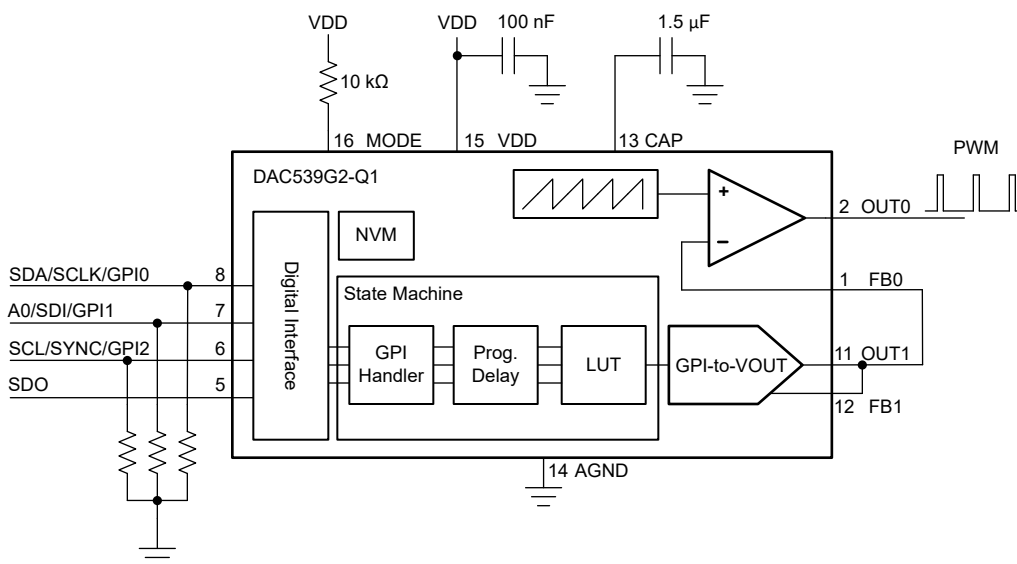 VDD
VDD
100 nF
1.5 µF
10 kΩ
16 MODE
15 VDD
13 CAP
PWM
DAC539G2-Q1
+
−
2 OUT0
NVM
Digital Interface
SDA/SCLK/GPI0
8
1 FB0
State Machine
A0/SDI/GPI1
7
GPI
Handler
Prog.
Delay
LUT
GPI-to-VOUT
SCL/SYNC/GPI2
6
11 OUT1
SDO
5
12 FB1
14 AGND